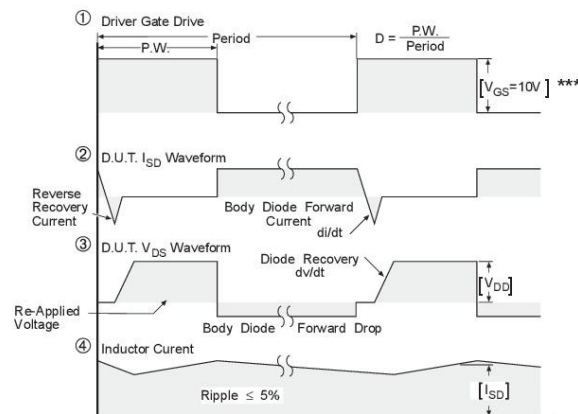 ① Driver Gate Drive
P.W.
Period
D = P.W. / Period
[VGS=10V] ***
② D.U.T. ISD Waveform
Reverse
Recovery
Current
Body Diode Forward
Current
di/dt
③ D.U.T. VDS Waveform
Diode Recovery
dv/dt
[VDD]
Re-Applied
Voltage
Body Diode Forward Drop
④ Inductor Curent
Ripple ≤ 5%
[ISD]